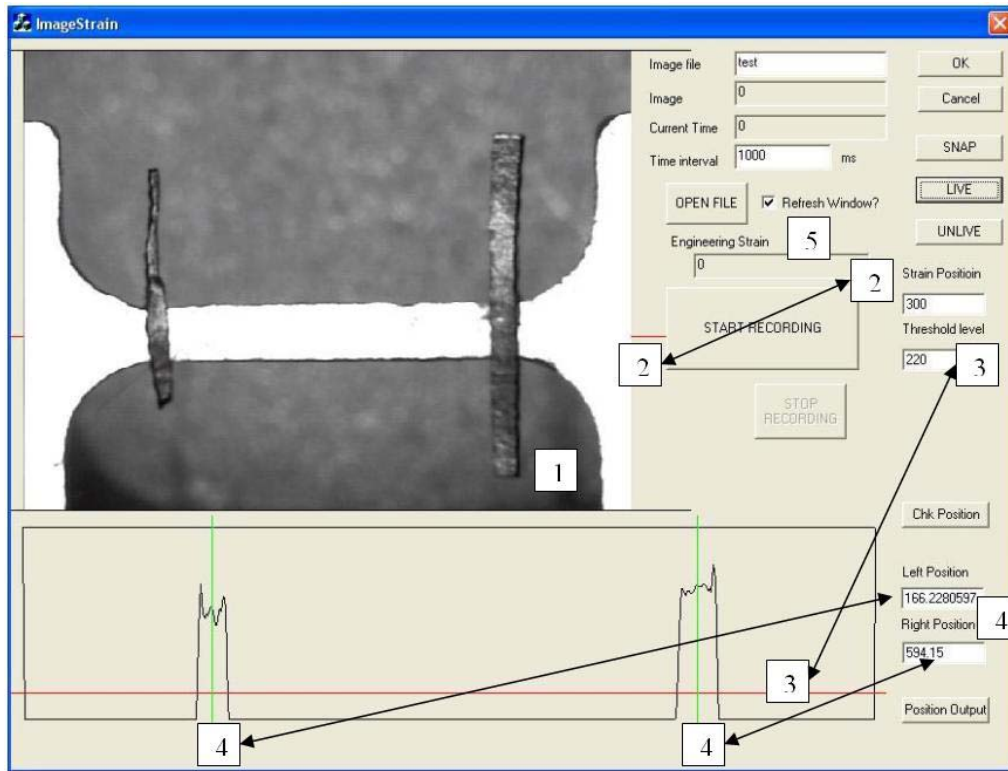 ImageStrain
Image file test
Image 0
Current Time 0
Time interval 1000 ms
OPEN FILE Refresh Window?
Engineering Strain 5
0
2
START RECORDING
2
STOP
RECORDING
OK
Cancel
SNAP
LIVE
UNLIVE
Strain Positioin
300
Threshold level
220 3
1
Chk Position
Left Position
166.2280597
4
Right Position
594.15
3
Position Output
4
4